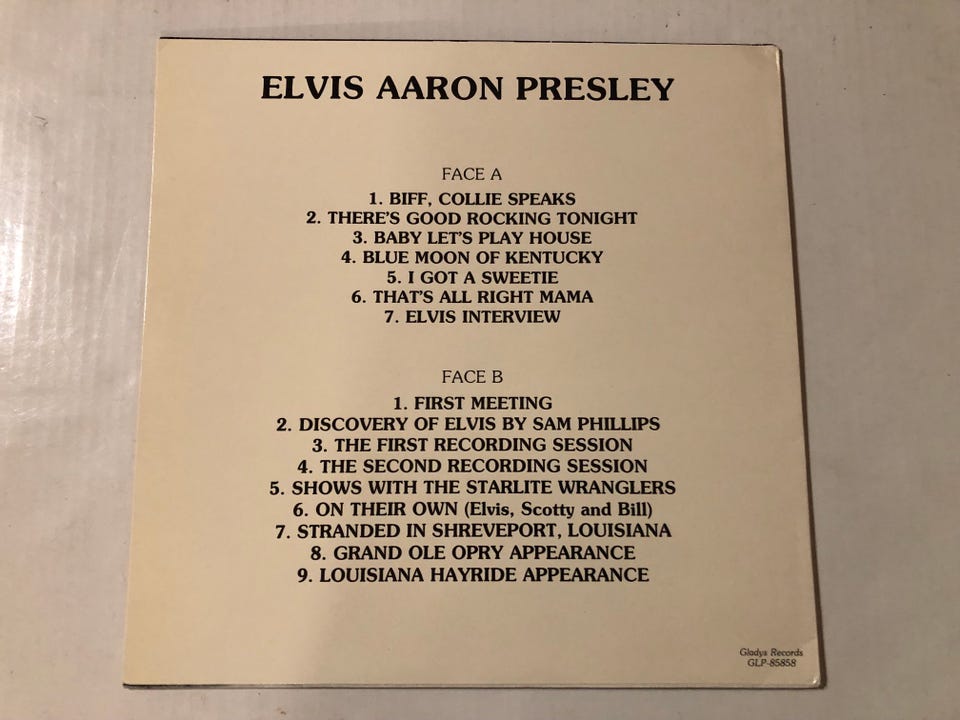 ELVIS AARON PRESLEY
FACE A
1. BIFF, COLLIE SPEAKS
2. THERE'S GOOD ROCKING TONIGHT
3. BABY LET'S PLAY HOUSE
4. BLUE MOON OF KENTUCKY
5. I GOT A SWEETIE
6. THAT'S ALL RIGHT MAMA
7. ELVIS INTERVIEW
FACE B
1. FIRST MEETING
2. DISCOVERY OF ELVIS BY SAM PHILLIPS
3. THE FIRST RECORDING SESSION
4. THE SECOND RECORDING SESSION
5. SHOWS WITH THE STARLITE WRANGLERS
6. ON THEIR OWN (Elvis, Scotty and Bill)
7. STRANDED IN SHREVEPORT, LOUISIANA
8. GRAND OLE OPRY APPEARANCE
9. LOUISIANA HAYRIDE APPEARANCE
Gladys Records
GLP-85858